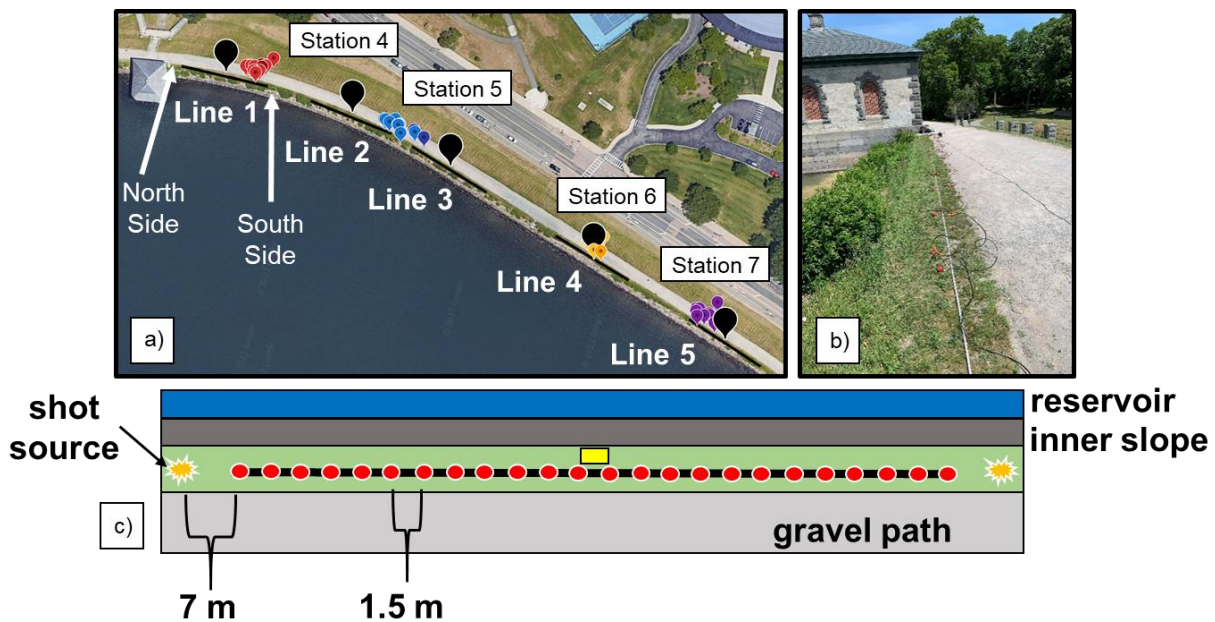 Station 4
Station 5
Line 1
Line 2
North
Side
South
Side
Line 3
Station 6
Line 4
Station 7
Line 5
a)
b)
shot
source
reservoir
inner slope
c)
gravel path
7 m
1.5 m